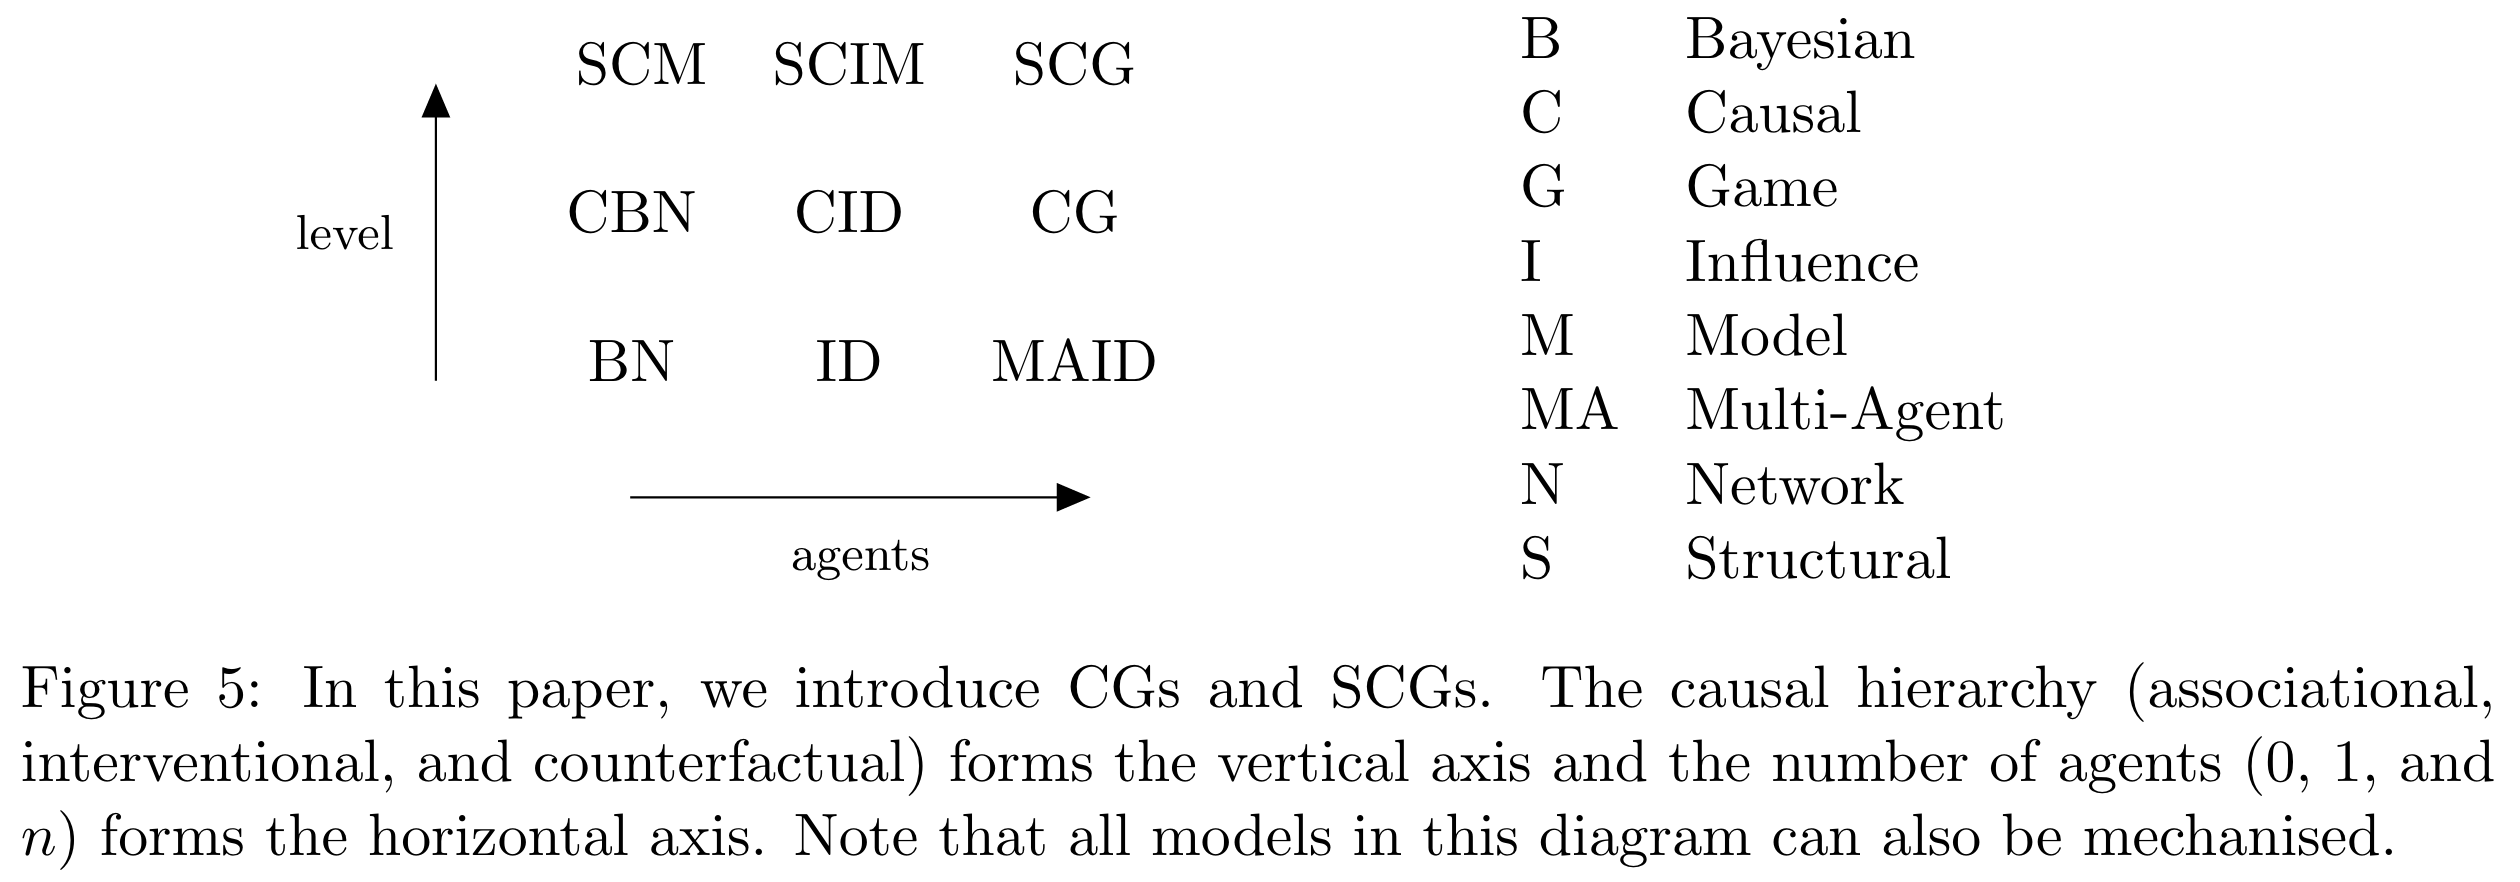 SCM SCIM SCG
level
CBN CID CG
BN ID MAID
agents
B Bayesian
C Causal
G Game
I Influence
M Model
MA Multi-Agent
N Network
S Structural
Figure 5: In this paper, we introduce CGs and SCGs. The causal hierarchy (associational,
interventional, and counterfactual) forms the vertical axis and the number of agents (0, 1, and
n) forms the horizontal axis. Note that all models in this diagram can also be mechanised.